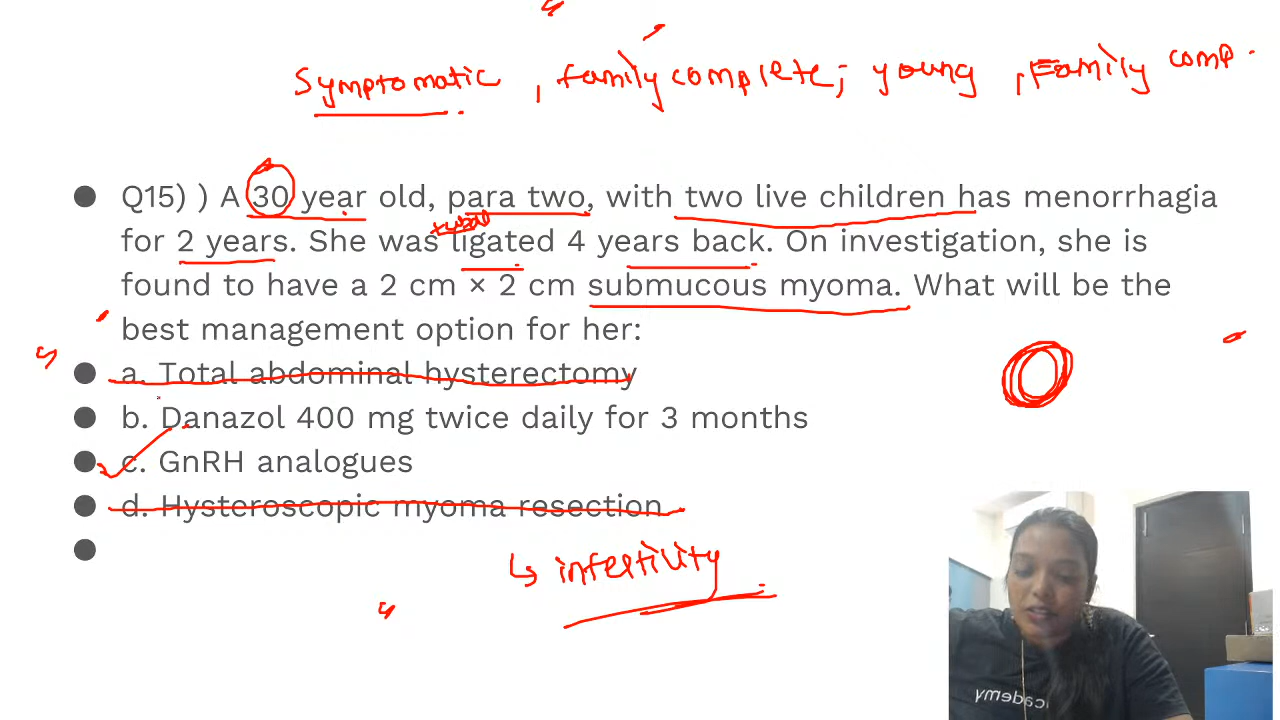 Symptomatic , family complete; young , Family comp.
● Q15) ) A 30 year old, para two, with two live children has menorrhagia
tubal
for 2 years. She was ligated 4 years back. On investigation, she is
found to have a 2 cm × 2 cm submucous myoma. What will be the
best management option for her:
● a. Total abdominal hysterectomy
● b. Danazol 400 mg twice daily for 3 months
● c. GnRH analogues
● d. Hysteroscopic myoma resection
●
↳ infertility